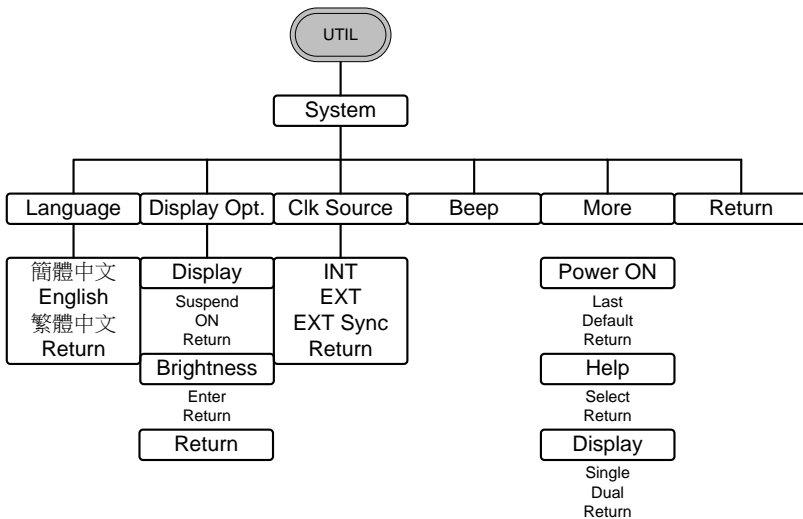 UTIL
System
Language
Display Opt.
Clk Source
Beep
More
Return
簡體中文
English
繁體中文
Return
Display
Suspend
ON
Return
Brightness
Enter
Return
Return
INT
EXT
EXT Sync
Return
Power ON
Last
Default
Return
Help
Select
Return
Display
Single
Dual
Return